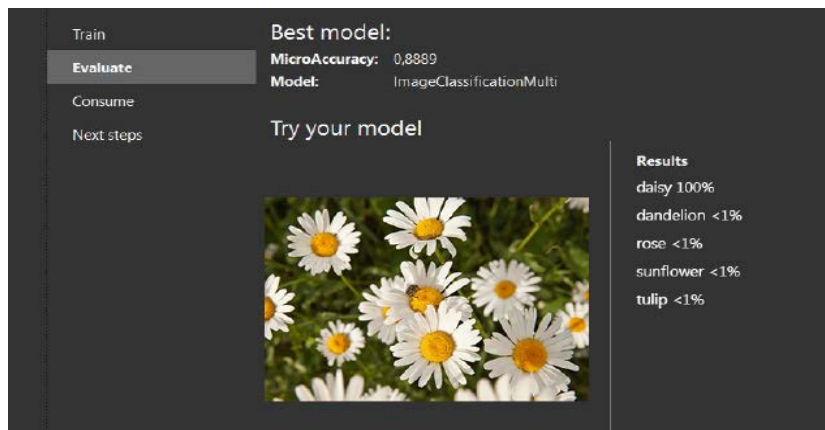 Train
Evaluate
Consume
Next steps
Best model:
MicroAccuracy: 0,8889
Model: ImageClassificationMulti
Try your model
Results
daisy 100%
dandelion <1%
rose <1%
sunflower <1%
tulip <1%